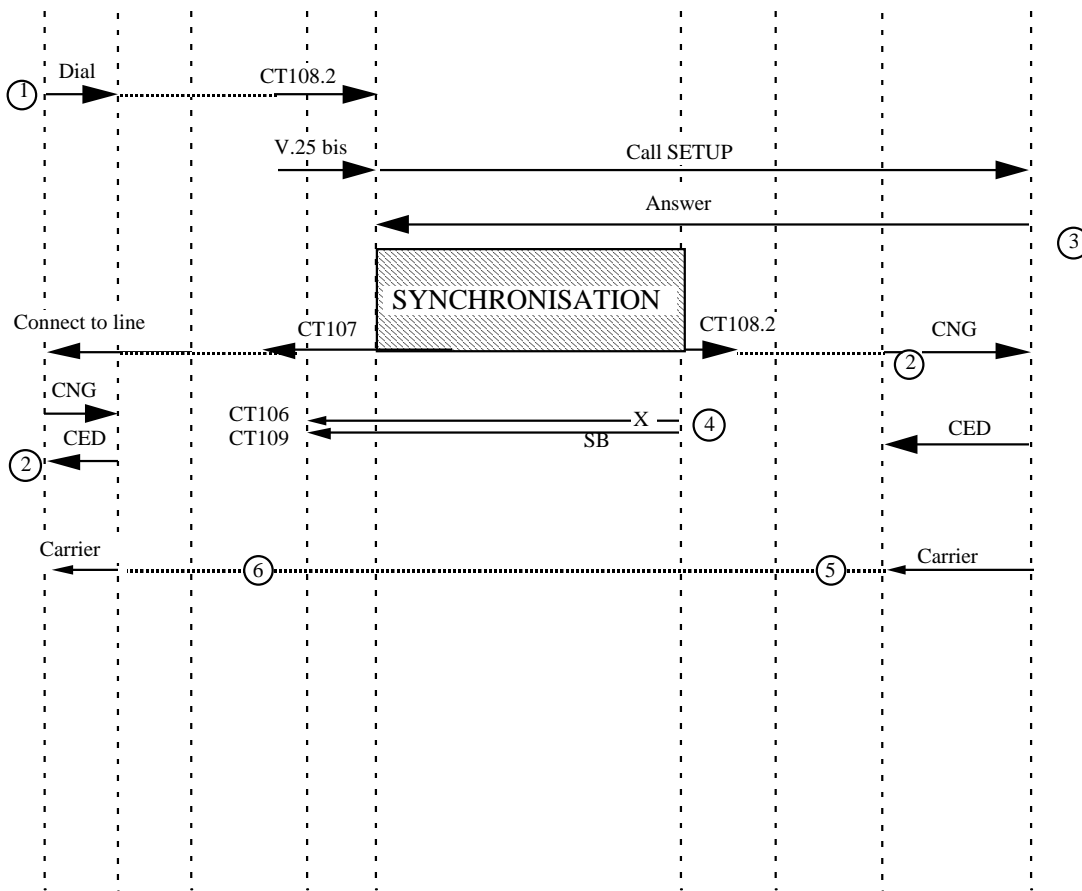 Dial
CT108.2
1
V.25 bis
Call SETUP
Answer
3
SYNCHRONISATION
Connect to line
CT107
CT108.2
CNG
2
CNG
CT106
X
4
CED
CT109
SB
CED
2
Carrier
6
5
Carrier